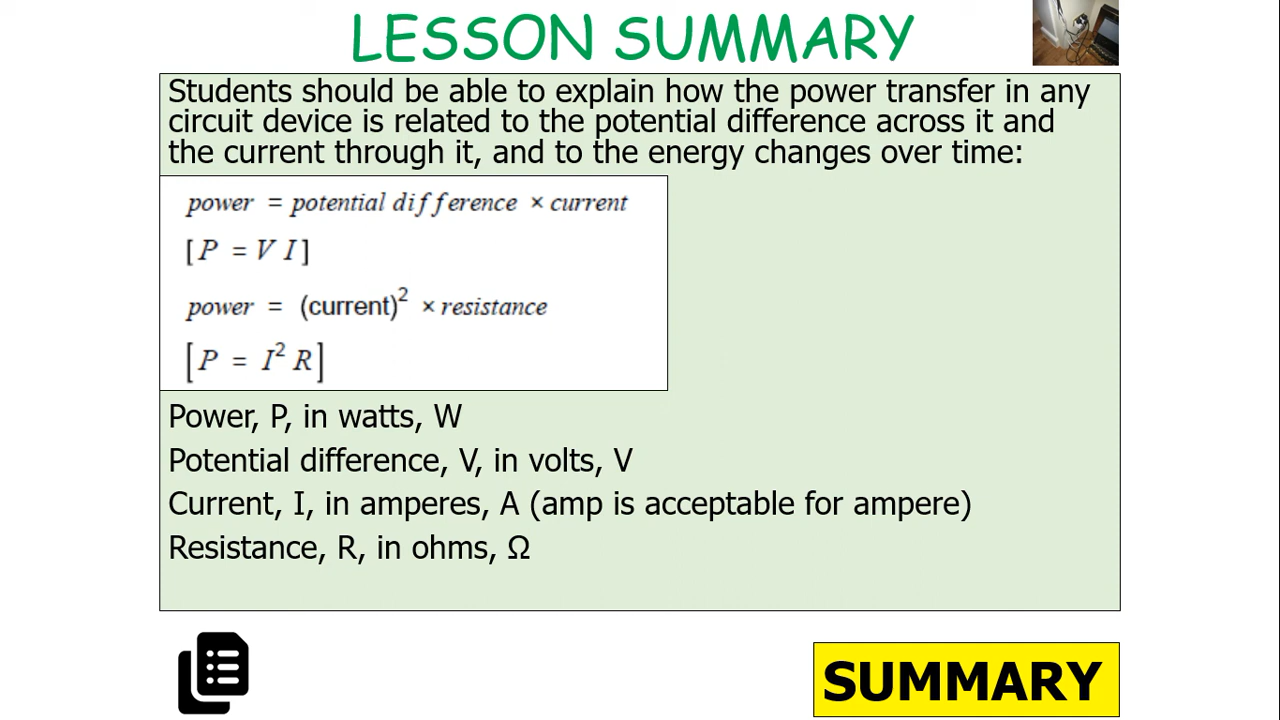 LESSON SUMMARY
Students should be able to explain how the power transfer in any
circuit device is related to the potential difference across it and
the current through it, and to the energy changes over time:
power = potential difference × current
[P = V I]
power = (current)² × resistance
[P = I² R]
Power, P, in watts, W
Potential difference, V, in volts, V
Current, I, in amperes, A (amp is acceptable for ampere)
Resistance, R, in ohms, Ω
SUMMARY